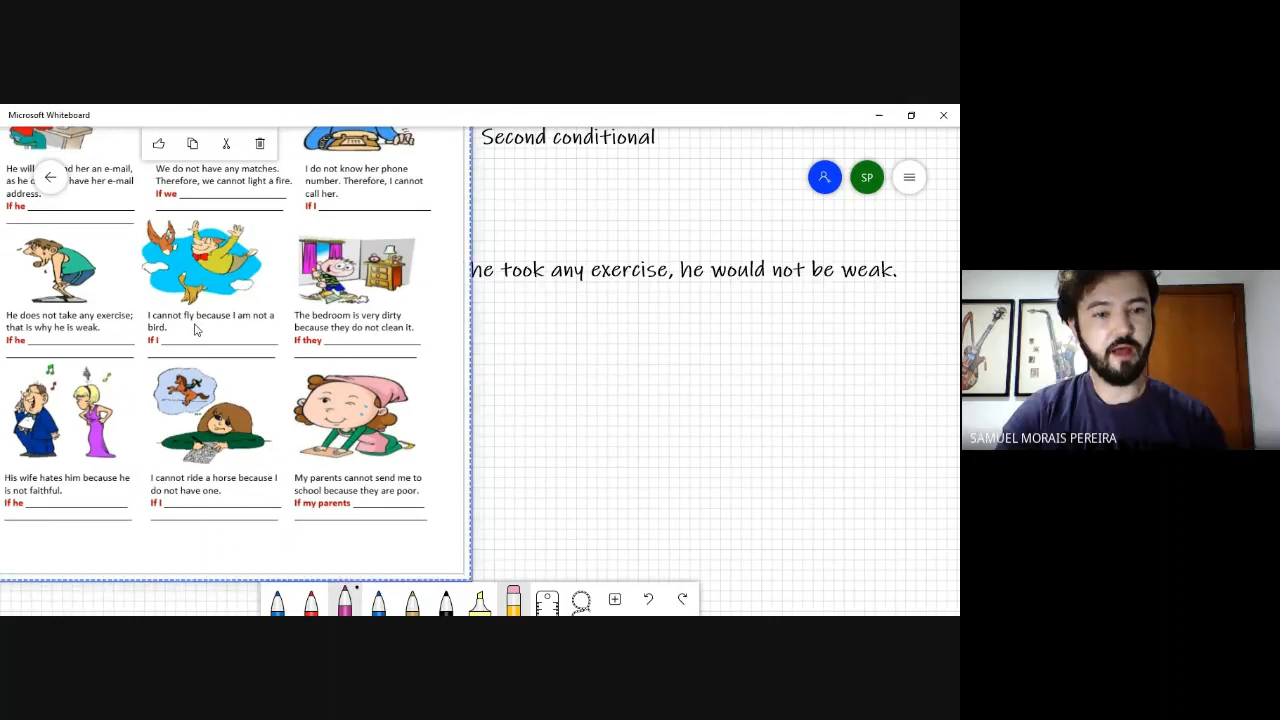 Microsoft Whiteboard
Second conditional
He will nd her an e-mail,
as he have her e-mail
address.
If he
We do not have any matches.
Therefore, we cannot light a fire.
If we
I do not know her phone
number. Therefore, I cannot
call her.
If I
SP
he took any exercise, he would not be weak.
He does not take any exercise;
that is why he is weak.
If he
I cannot fly because I am not a
bird.
If I
The bedroom is very dirty
because they do not clean it.
If they
His wife hates him because he
is not faithful.
If he
I cannot ride a horse because I
do not have one.
If I
My parents cannot send me to
school because they are poor.
If my parents
SAMUEL MORAIS PEREIRA